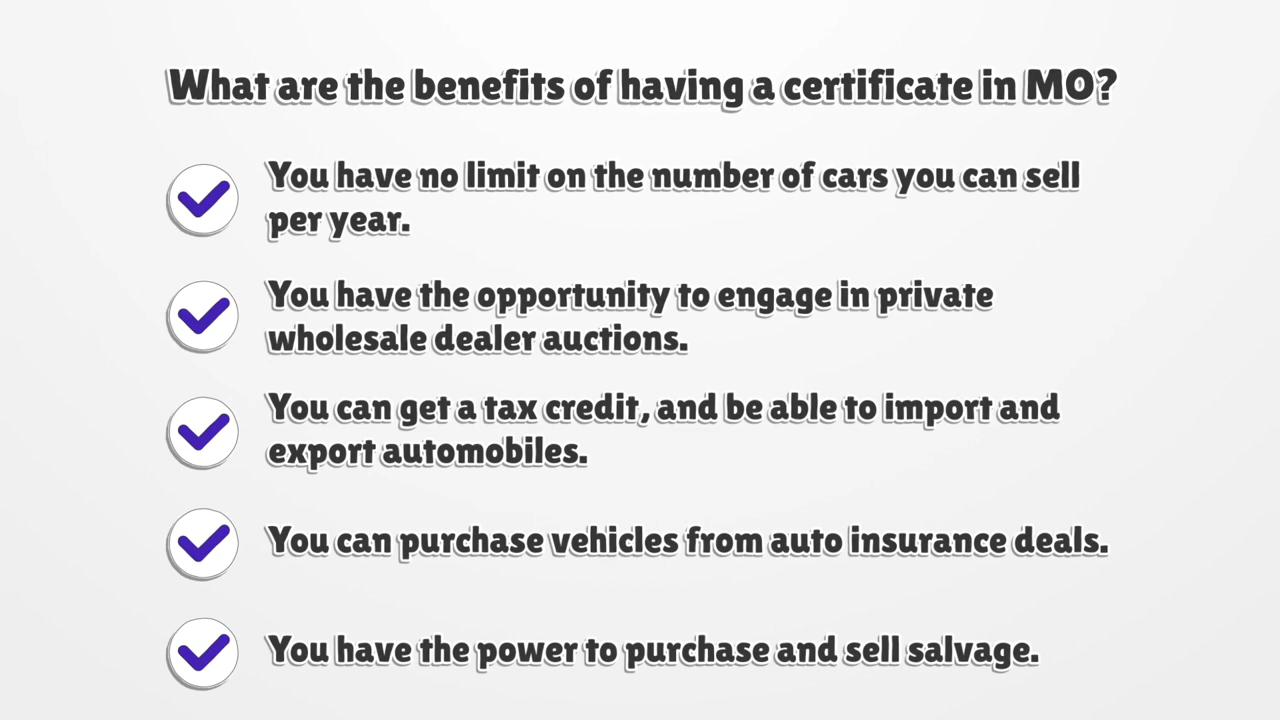 What are the benefits of having a certificate in MO?
You have no limit on the number of cars you can sell
per year.
You have the opportunity to engage in private
wholesale dealer auctions.
You can get a tax credit, and be able to import and
export automobiles.
You can purchase vehicles from auto insurance deals.
You have the power to purchase and sell salvage.